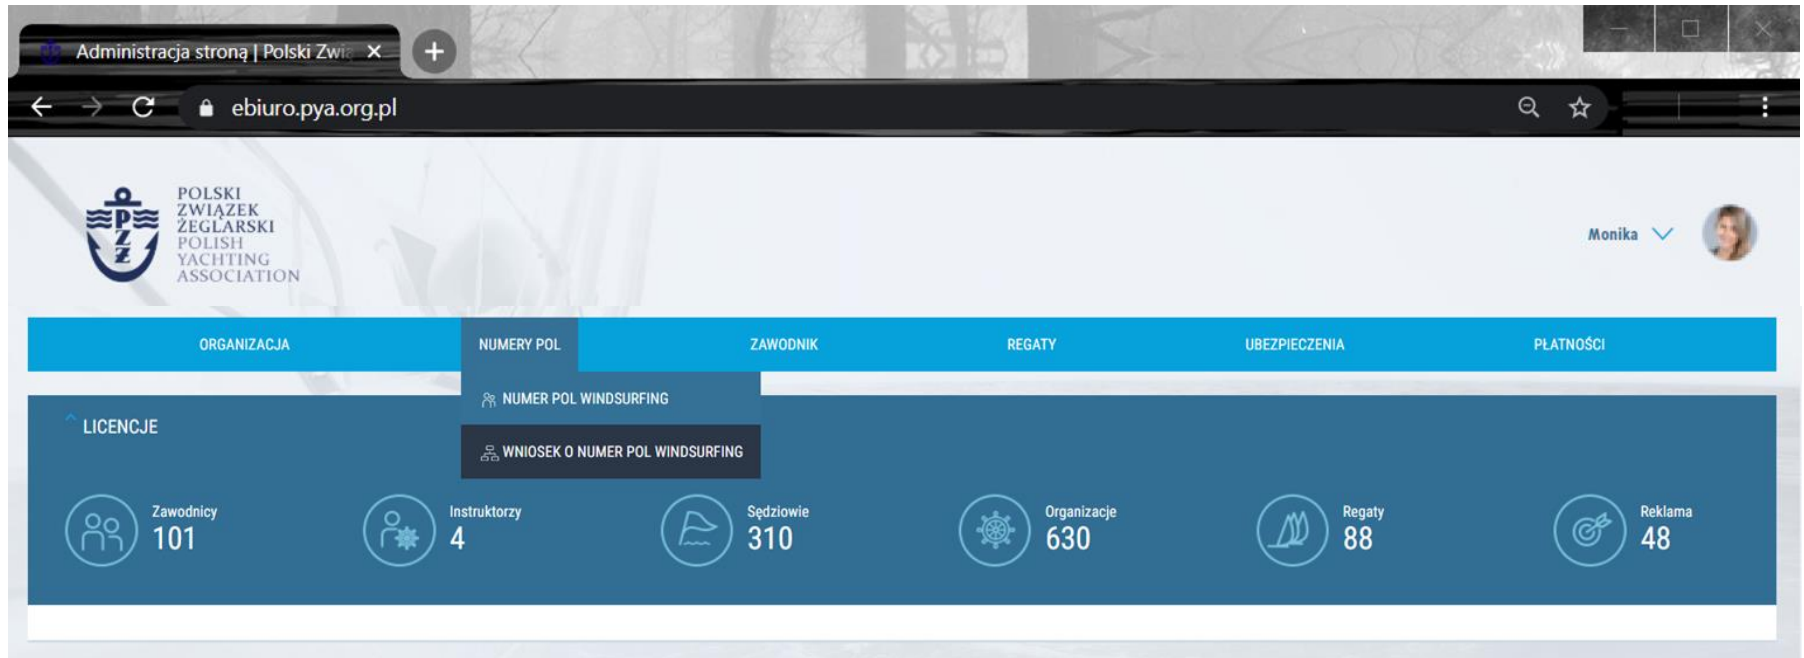 Administracja stroną | Polski Zwią
ebiuro.pya.org.pl
POLSKI
ZWIĄZEK
ŻEGLARSKI
POLISH
YACHTING
ASSOCIATION
PZŻ
Monika
ORGANIZACJA
NUMERY POL
ZAWODNIK
REGATY
UBEZPIECZENIA
PŁATNOŚCI
NUMER POL WINDSURFING
WNIOSEK O NUMER POL WINDSURFING
LICENCJE
Zawodnicy
101
Instruktorzy
4
Sędziowie
310
Organizacje
630
Regaty
88
Reklama
48